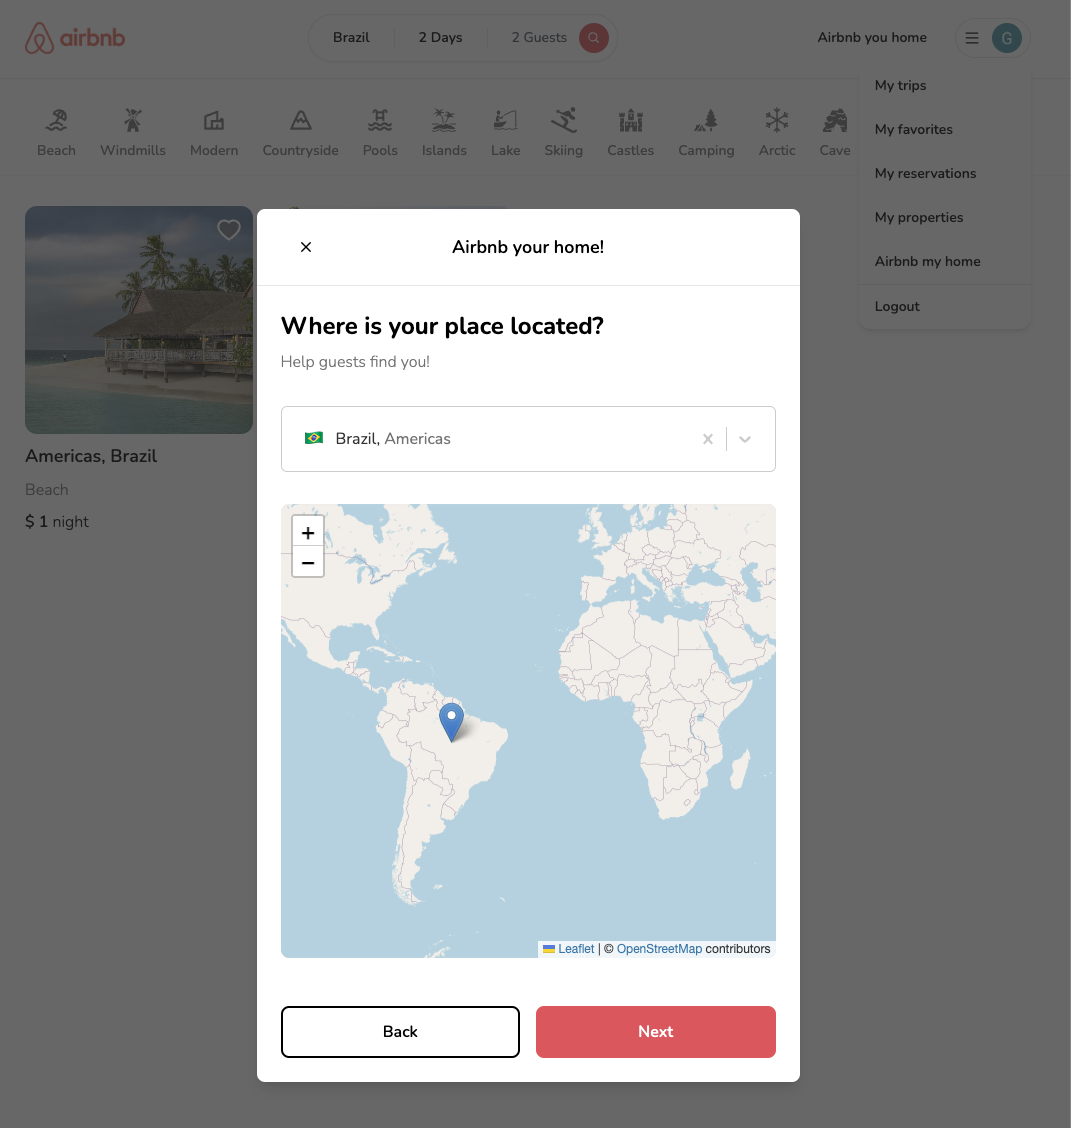 airbnb
Brazil 2 Days 2 Guests
Airbnb you home
G
My trips
My favorites
My reservations
My properties
Airbnb my home
Logout
Beach Windmills Modern Countryside Pools Islands Lake Skiing Castles Camping Arctic Cave
Americas, Brazil
Beach
$ 1 night
Airbnb your home!
Where is your place located?
Help guests find you!
Brazil, Americas
+
−
Leaflet | © OpenStreetMap contributors
Back Next